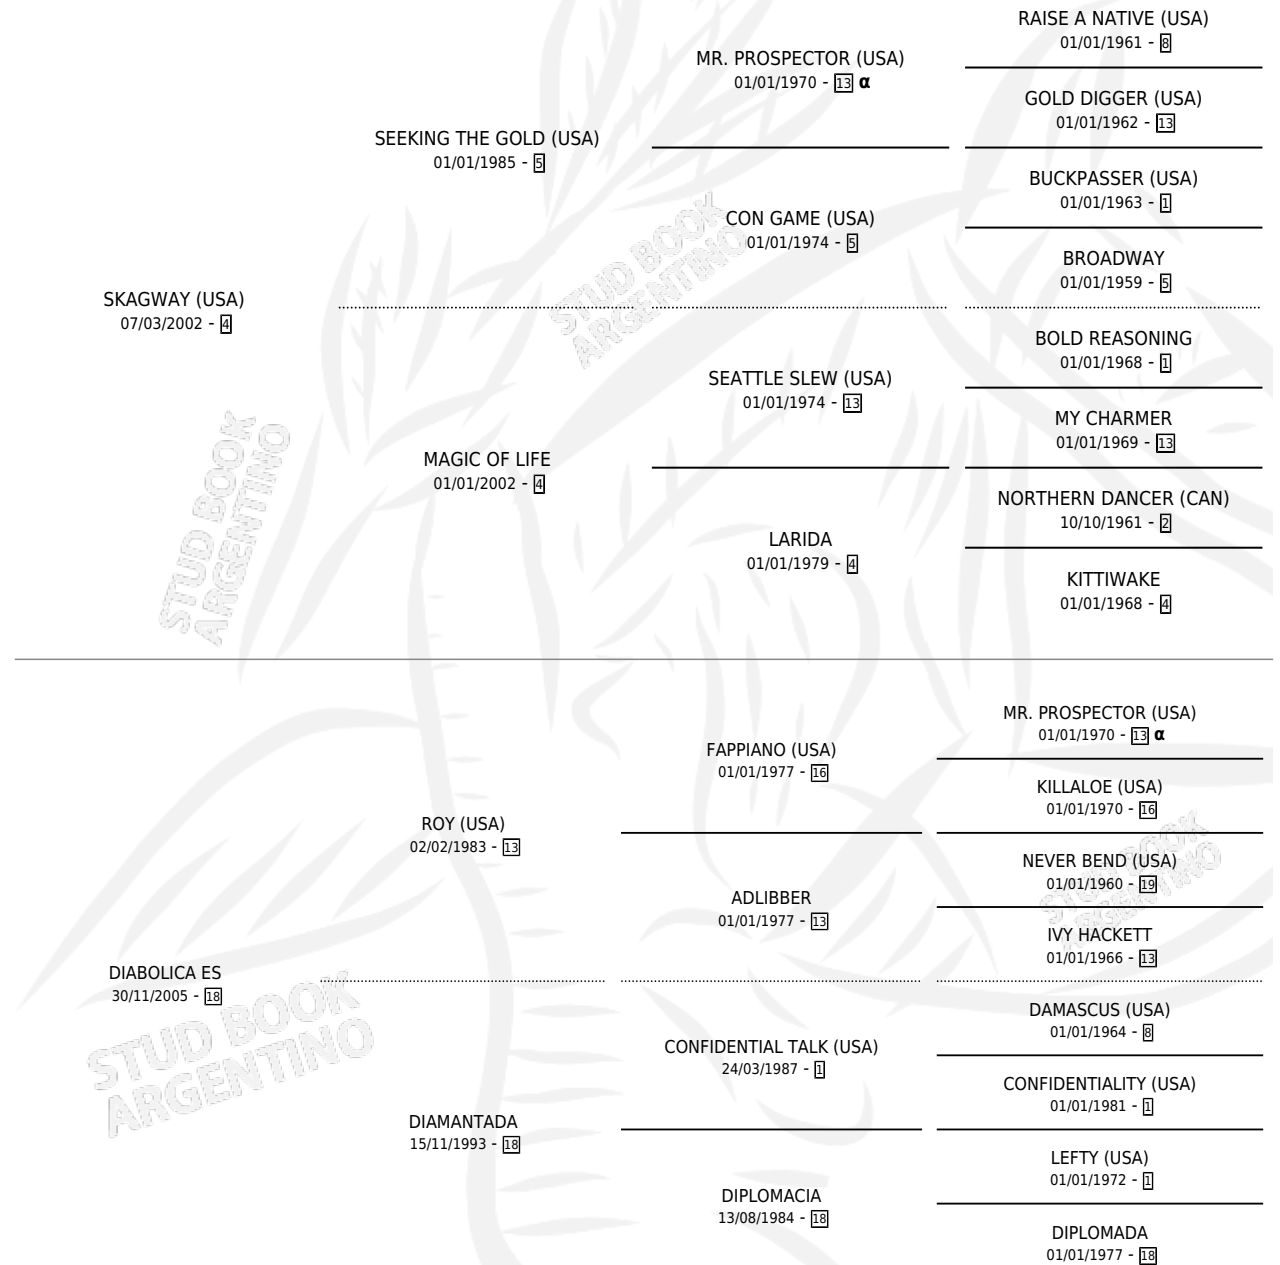 RAISE A NATIVE (USA)
01/01/1961 - 8
MR. PROSPECTOR (USA)
01/01/1970 - 13 α
GOLD DIGGER (USA)
01/01/1962 - 13
SEEKING THE GOLD (USA)
01/01/1985 - 5
BUCKPASSER (USA)
01/01/1963 - 1
CON GAME (USA)
01/01/1974 - 5
BROADWAY
01/01/1959 - 5
SKAGWAY (USA)
07/03/2002 - 4
BOLD REASONING
01/01/1968 - 1
SEATTLE SLEW (USA)
01/01/1974 - 13
MY CHARMER
01/01/1969 - 13
MAGIC OF LIFE
01/01/2002 - 4
NORTHERN DANCER (CAN)
10/10/1961 - 2
LARIDA
01/01/1979 - 4
KITTIWAKE
01/01/1968 - 4
MR. PROSPECTOR (USA)
01/01/1970 - 13 α
FAPPIANO (USA)
01/01/1977 - 16
KILLALOE (USA)
01/01/1970 - 16
ROY (USA)
02/02/1983 - 13
NEVER BEND (USA)
01/01/1960 - 19
ADLIBBER
01/01/1977 - 13
IVY HACKETT
01/01/1966 - 13
DIABOLICA ES
30/11/2005 - 18
DAMASCUS (USA)
01/01/1964 - 8
CONFIDENTIAL TALK (USA)
24/03/1987 - 1
CONFIDENTIALITY (USA)
01/01/1981 - 1
DIAMANTADA
15/11/1993 - 18
LEFTY (USA)
01/01/1972 - 1
DIPLOMACIA
13/08/1984 - 18
DIPLOMADA
01/01/1977 - 18
STUD BOOK
ARGENTINO
STUD BOOK
ARGENTINO
STUD BOOK
ARGENTINO
STUD BOOK
ARGENTINO